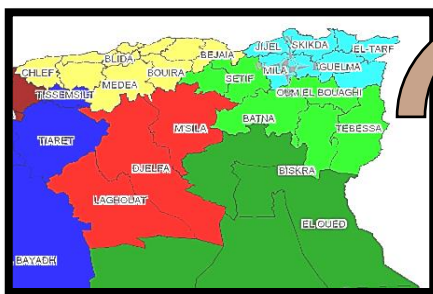 JIJEL
SKIKDA
EL-TARF
BLIDA
BEJAIA
CHLEF
BOUIRA
MILA
GUELMA
MEDEA
SETIF
TISSEMSILT
OUM EL BOUAGHI
TIARET
M'SILA
BATNA
TEBESSA
DJELFA
BISKRA
LAGHOUAT
EL OUED
BAYADH